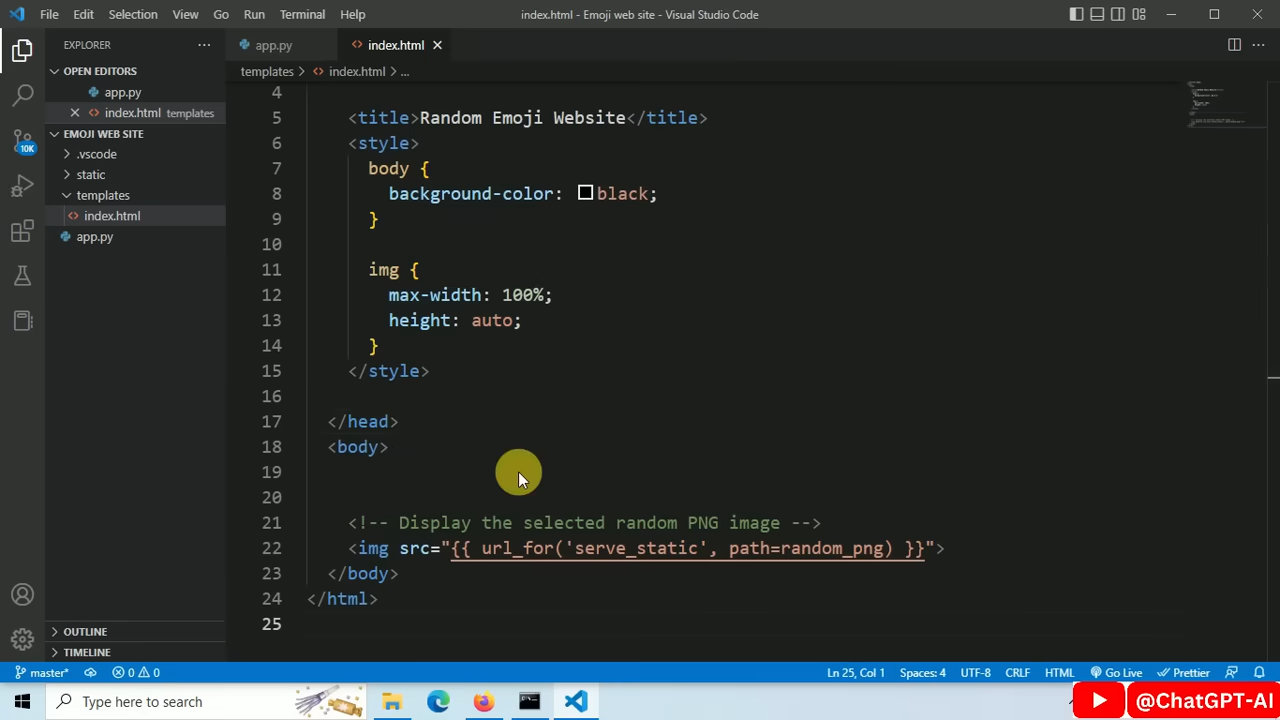 File Edit Selection View Go Run Terminal Help
index.html - Emoji web site - Visual Studio Code
EXPLORER
app.py
index.html
OPEN EDITORS
templates > index.html > ...
app.py
index.html templates
EMOJI WEB SITE
.vscode
static
templates
index.html
app.py
4
5 <title>Random Emoji Website</title>
6 <style>
7 body {
8 background-color: black;
9 }
10
11 img {
12 max-width: 100%;
13 height: auto;
14 }
15 </style>
16
17 </head>
18 <body>
19
20
21 <!-- Display the selected random PNG image -->
22 <img src="{{ url_for('serve_static', path=random_png) }}">
23 </body>
24 </html>
25
10K
OUTLINE
TIMELINE
master* 0 0
Ln 25, Col 1 Spaces: 4 UTF-8 CRLF HTML Go Live Prettier
Type here to search
@ChatGPT-AI